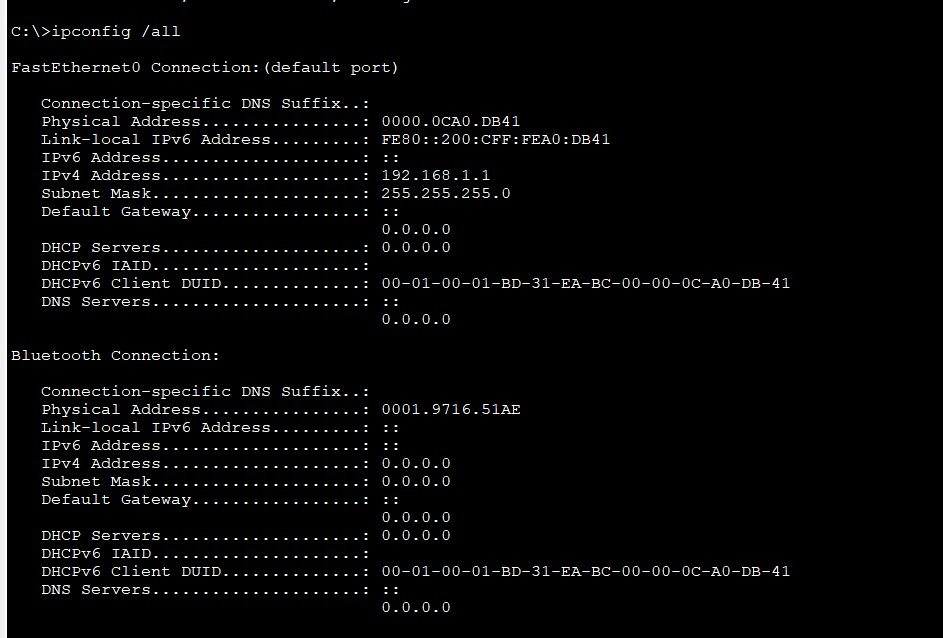 C:\>ipconfig /all
FastEthernet0 Connection:(default port)
Connection-specific DNS Suffix..:
Physical Address................: 0000.0CA0.DB41
Link-local IPv6 Address.........: FE80::200:CFF:FEA0:DB41
IPv6 Address....................: ::
IPv4 Address....................: 192.168.1.1
Subnet Mask.....................: 255.255.255.0
Default Gateway.................: ::
0.0.0.0
DHCP Servers....................: 0.0.0.0
DHCPv6 IAID.....................:
DHCPv6 Client DUID..............: 00-01-00-01-BD-31-EA-BC-00-00-0C-A0-DB-41
DNS Servers.....................: ::
0.0.0.0
Bluetooth Connection:
Connection-specific DNS Suffix..:
Physical Address................: 0001.9716.51AE
Link-local IPv6 Address.........: ::
IPv6 Address....................: ::
IPv4 Address....................: 0.0.0.0
Subnet Mask.....................: 0.0.0.0
Default Gateway.................: ::
0.0.0.0
DHCP Servers....................: 0.0.0.0
DHCPv6 IAID.....................:
DHCPv6 Client DUID..............: 00-01-00-01-BD-31-EA-BC-00-00-0C-A0-DB-41
DNS Servers.....................: ::
0.0.0.0